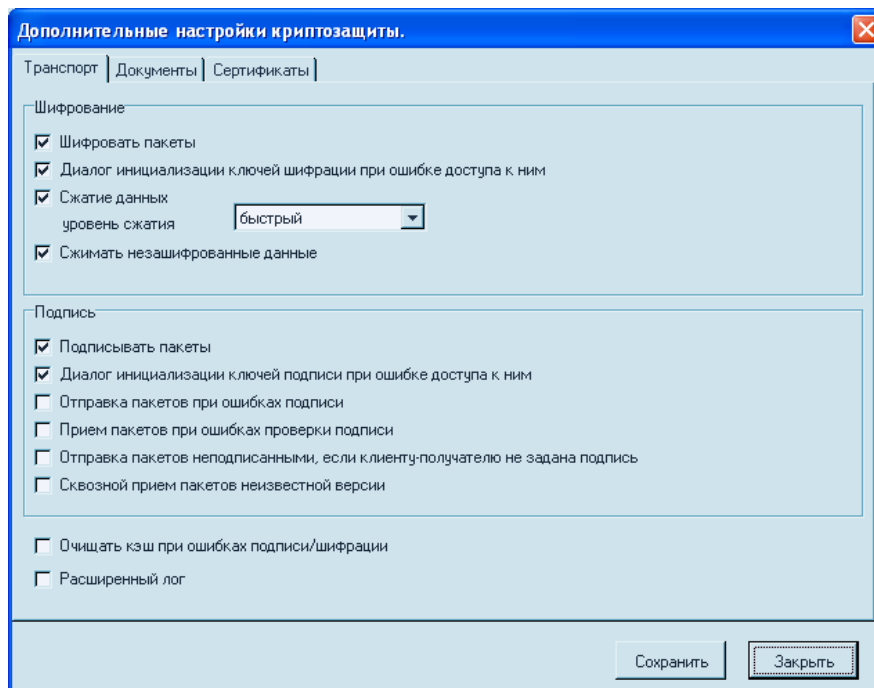 Дополнительные настройки криптозащиты.
Транспорт Документы Сертификаты
Шифрование
Шифровать пакеты
Диалог инициализации ключей шифрации при ошибке доступа к ним
Сжатие данных
уровень сжатия быстрый
Сжимать незашифрованные данные
Подпись
Подписывать пакеты
Диалог инициализации ключей подписи при ошибке доступа к ним
Отправка пакетов при ошибках подписи
Прием пакетов при ошибках проверки подписи
Отправка пакетов неподписанными, если клиенту-получателю не задана подпись
Сквозной прием пакетов неизвестной версии
Очищать кэш при ошибках подписи/шифрации
Расширенный лог
Сохранить Закрыть